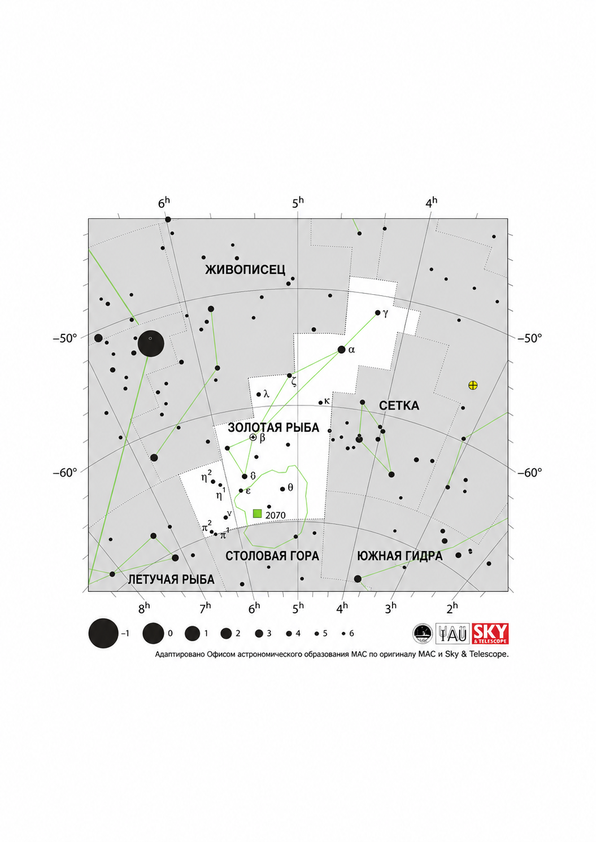 6h 5h 4h
ЖИВОПИСЕЦ
γ
–50° –50°
α
ζ
λ
κ
СЕТКА
ЗОЛОТАЯ РЫБА
β
–60° –60°
η2
δ
η1
ε
θ
ν
2070
π2
π1
СТОЛОВАЯ ГОРА
ЮЖНАЯ ГИДРА
ЛЕТУЧАЯ РЫБА
8h 7h 6h 5h 4h 3h 2h
–1 0 1 2 3 4 5 6
IAU
SKY
& TELESCOPE
Адаптировано Офисом астрономического образования МАС по оригиналу МАС и Sky & Telescope.